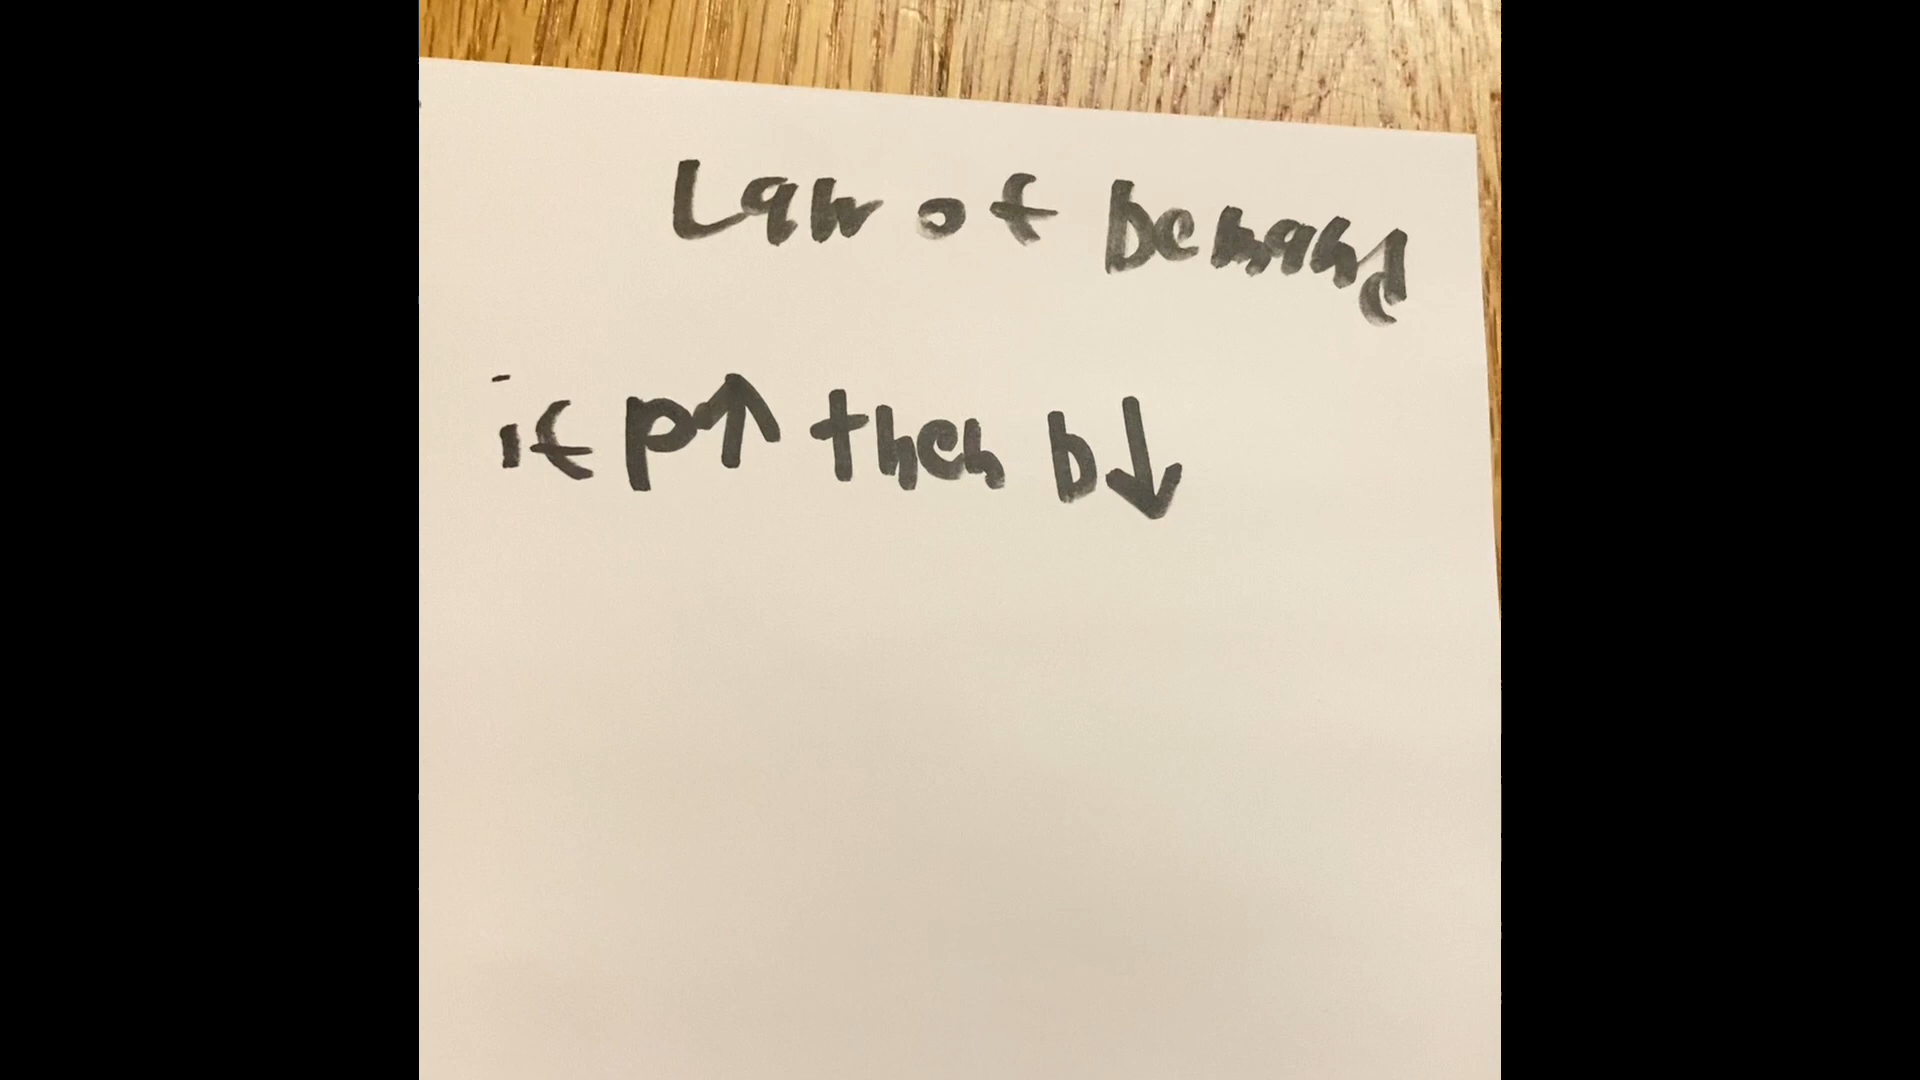 Law of Demand
if P↑ then D↓